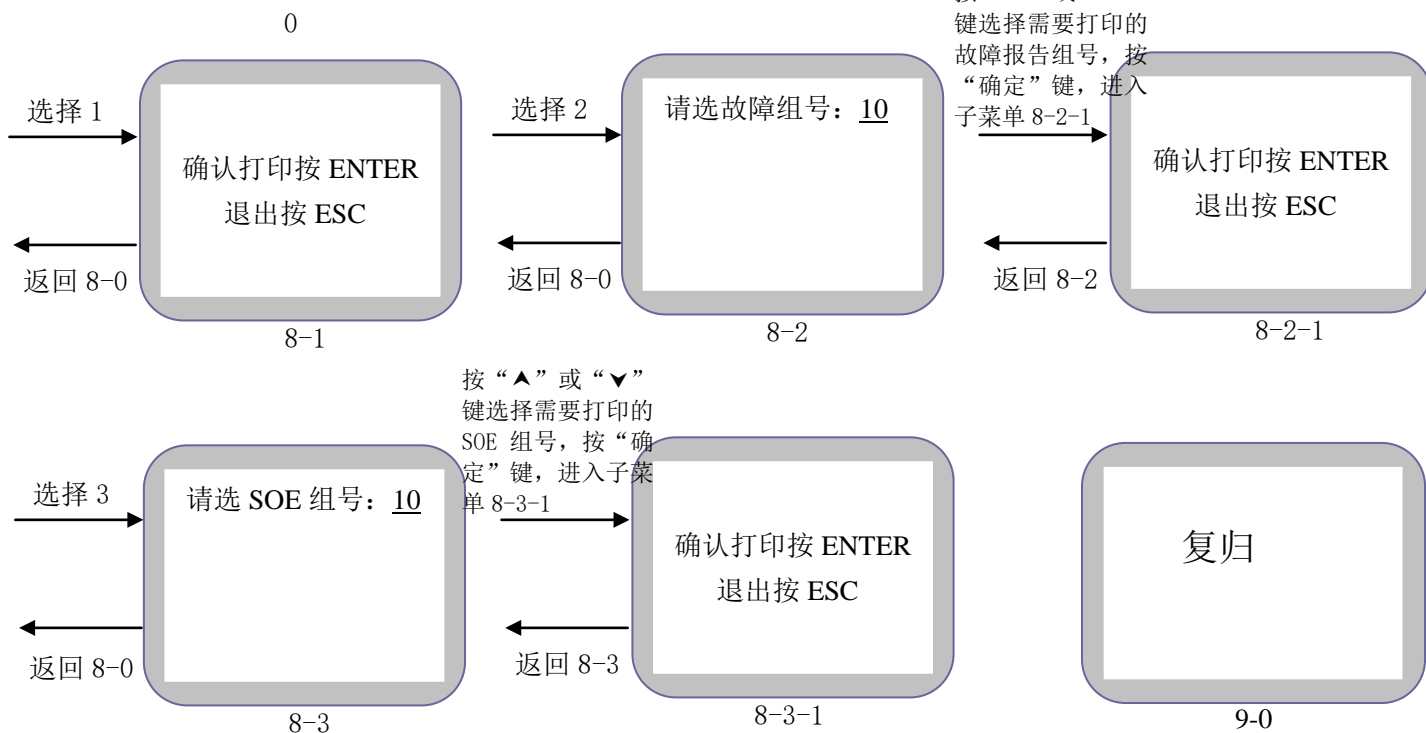 0
选择 1
确认打印按 ENTER
退出按 ESC
返回 8-0
8-1
选择 2
请选故障组号：10
返回 8-0
8-2
键选择需要打印的
故障报告组号，按
“确定”键，进入
子菜单 8-2-1
确认打印按 ENTER
退出按 ESC
返回 8-2
8-2-1
选择 3
请选 SOE 组号：10
返回 8-0
8-3
按“⮝”或“⮟”
键选择需要打印的
SOE 组号，按“确
定”键，进入子菜
单 8-3-1
确认打印按 ENTER
退出按 ESC
返回 8-3
8-3-1
复归
9-0